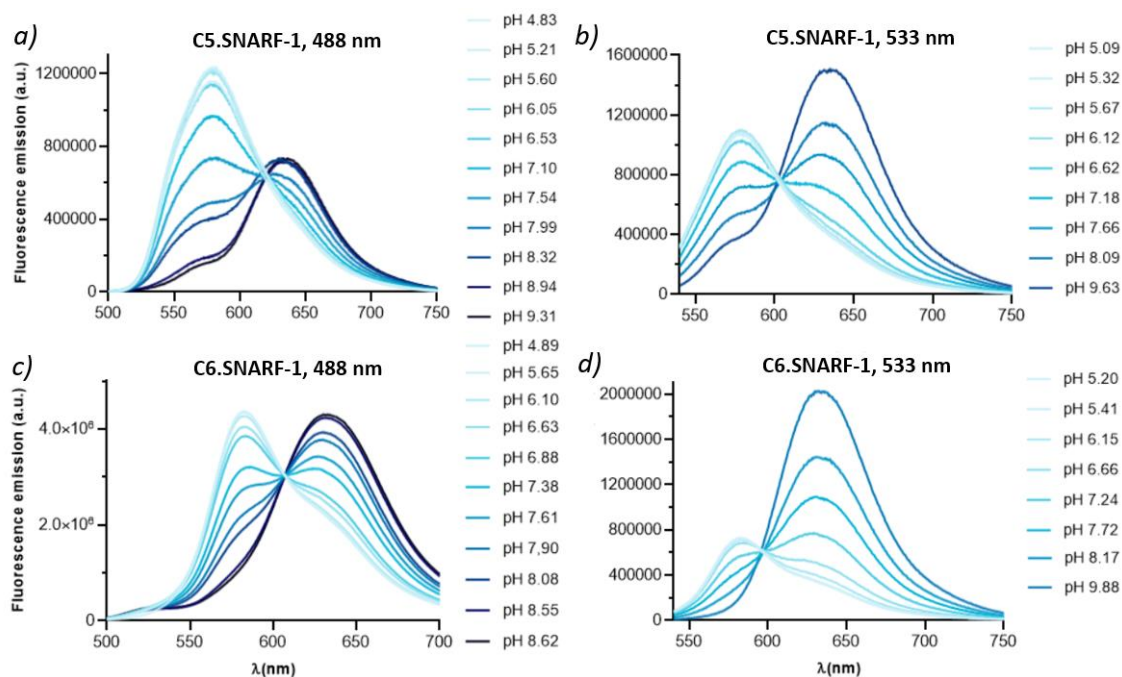 a)
C5.SNARF-1, 488 nm
Fluorescence emission (a.u.)
1200000
800000
400000
0
500 550 600 650 700 750
pH 4.83
pH 5.21
pH 5.60
pH 6.05
pH 6.53
pH 7.10
pH 7.54
pH 7.99
pH 8.32
pH 8.94
pH 9.31
b)
C5.SNARF-1, 533 nm
1600000
1200000
800000
400000
0
550 600 650 700 750
pH 5.09
pH 5.32
pH 5.67
pH 6.12
pH 6.62
pH 7.18
pH 7.66
pH 8.09
pH 9.63
c)
C6.SNARF-1, 488 nm
Fluorescence emission (a.u.)
4.0×10⁶
2.0×10⁶
0
500 550 600 650 700
λ(nm)
pH 4.89
pH 5.65
pH 6.10
pH 6.63
pH 6.88
pH 7.38
pH 7.61
pH 7,90
pH 8.08
pH 8.55
pH 8.62
d)
C6.SNARF-1, 533 nm
2000000
1600000
1200000
800000
400000
0
550 600 650 700 750
λ(nm)
pH 5.20
pH 5.41
pH 6.15
pH 6.66
pH 7.24
pH 7.72
pH 8.17
pH 9.88